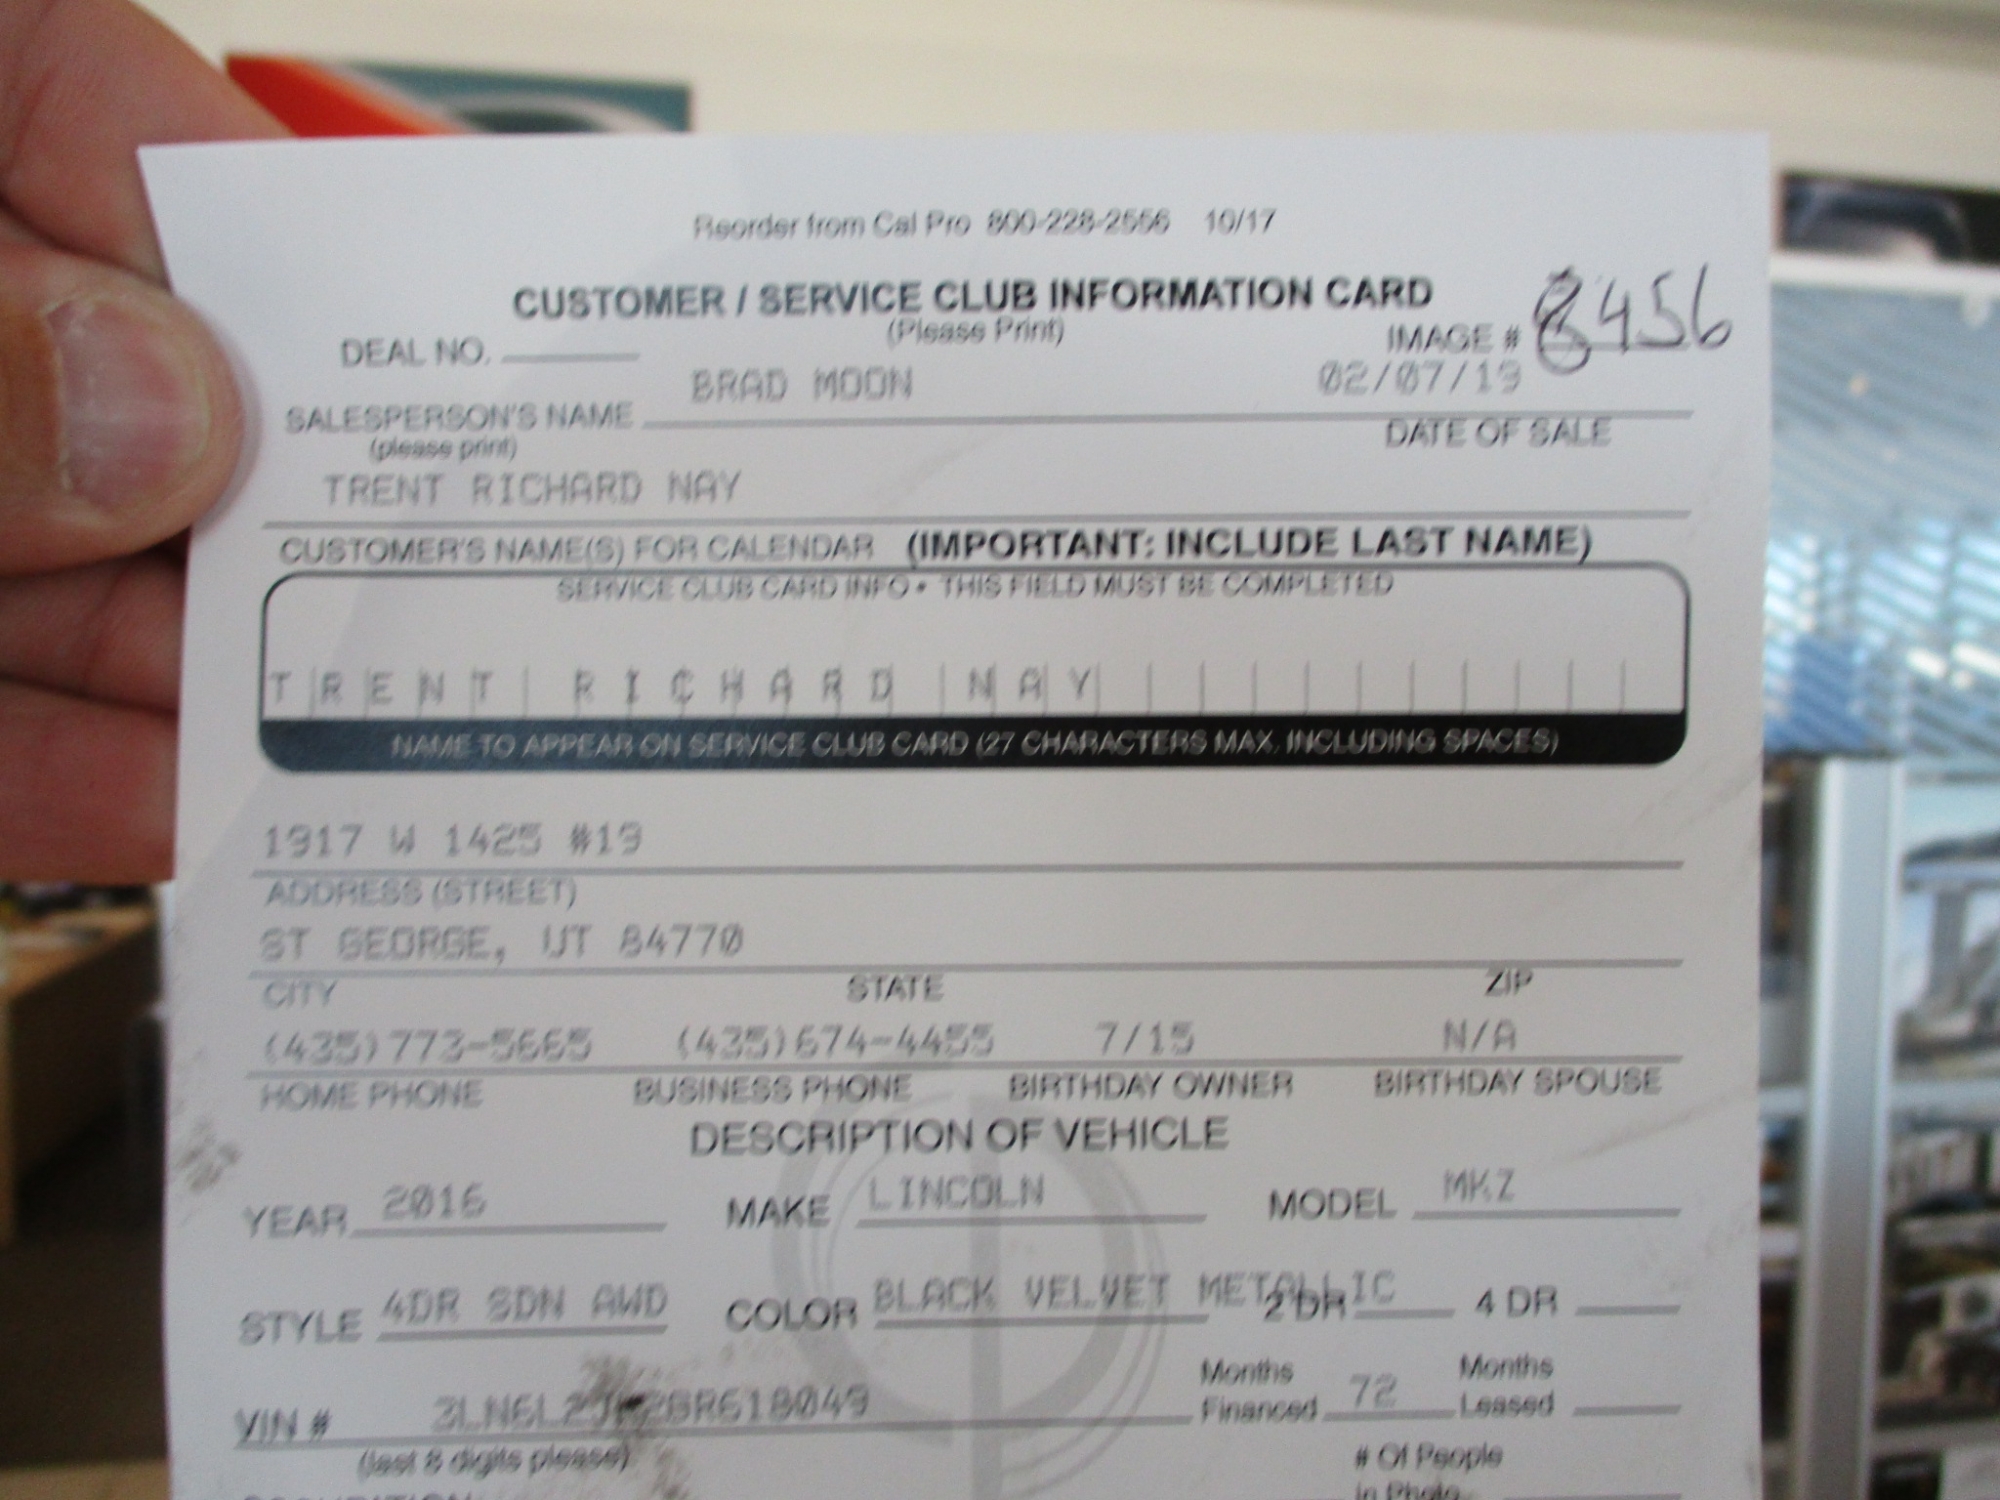 Reorder from Cal Pro 800-228-2556 10/17
CUSTOMER / SERVICE CLUB INFORMATION CARD
(Please Print)
DEAL NO.
IMAGE # 8456
BRAD MOON 02/07/19
SALESPERSON'S NAME
DATE OF SALE
(please print)
TRENT RICHARD NAY
CUSTOMER'S NAME(S) FOR CALENDAR (IMPORTANT: INCLUDE LAST NAME)
SERVICE CLUB CARD INFO • THIS FIELD MUST BE COMPLETED
TRENT RICHARD NAY
NAME TO APPEAR ON SERVICE CLUB CARD (27 CHARACTERS MAX. INCLUDING SPACES)
1917 W 1425 #19
ADDRESS (STREET)
ST GEORGE, UT 84770
CITY STATE ZIP
(435)773-5665 (435)674-4455 7/15 N/A
HOME PHONE BUSINESS PHONE BIRTHDAY OWNER BIRTHDAY SPOUSE
DESCRIPTION OF VEHICLE
YEAR 2016 MAKE LINCOLN MODEL MKZ
STYLE 4DR SDN AWD COLOR BLACK VELVET METALLIC 2 DR 4 DR
VIN # Months Financed 72 Months Leased
(last 8 digits please)
# Of People
in Photo